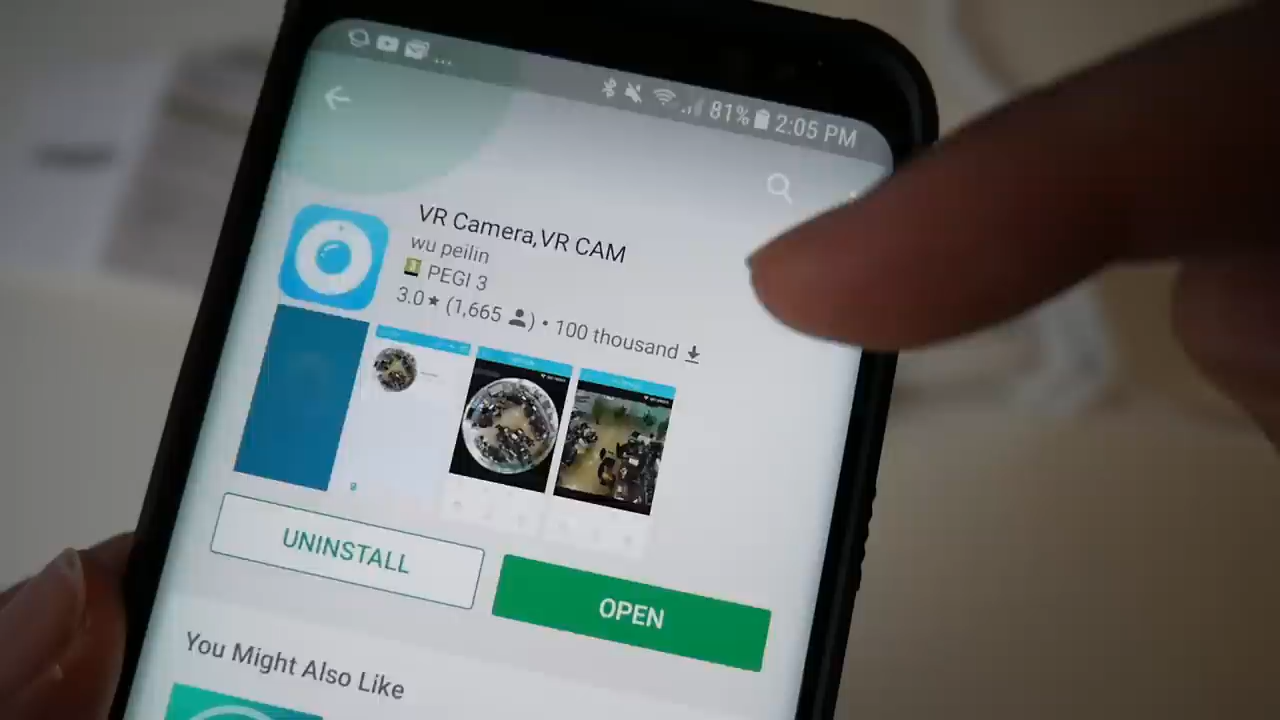 81% 2:05 PM
VR Camera,VR CAM
wu peilin
3 PEGI 3
3.0★ (1,665 ) • 100 thousand
UNINSTALL
OPEN
You Might Also Like